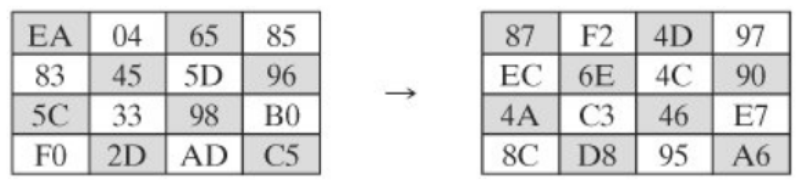 EA 04 65 85 87 F2 4D 97
83 45 5D 96 EC 6E 4C 90
5C 33 98 B0 → 4A C3 46 E7
F0 2D AD C5 8C D8 95 A6